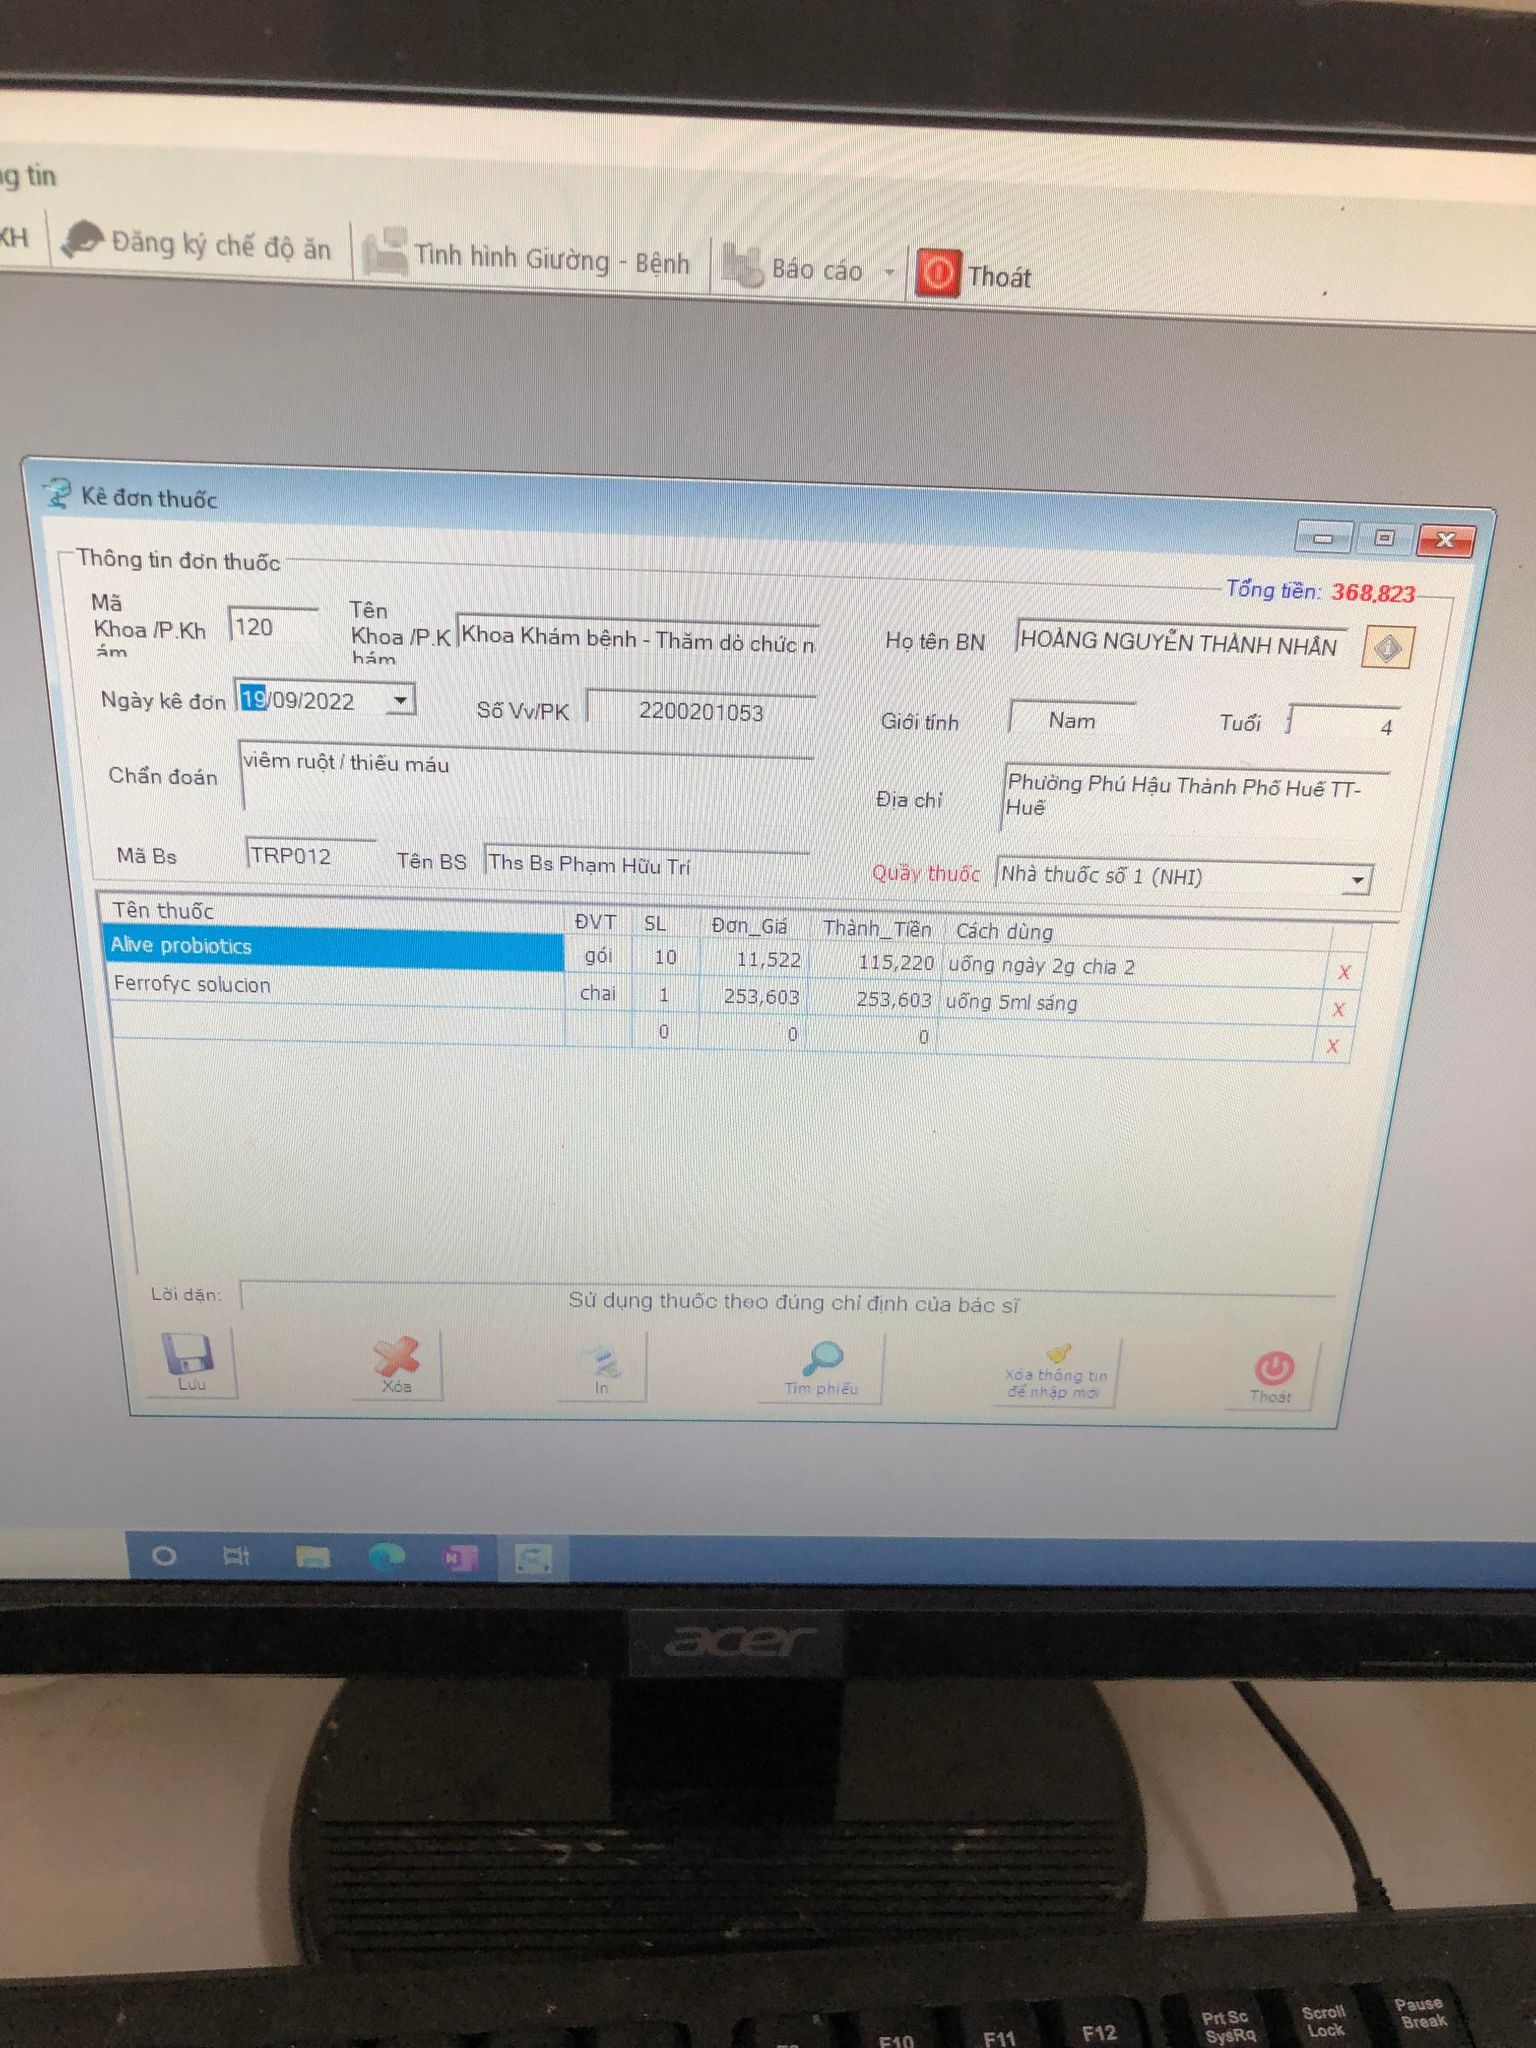 ng tin
XH
Đăng ký chế độ ăn
Tình hình Giường - Bệnh
Báo cáo
Thoát
Kê đơn thuốc
Thông tin đơn thuốc
Tổng tiền: 368,823
Mã Khoa /P.Kh ám
120
Tên Khoa /P.K hám
Khoa Khám bệnh - Thăm dò chức n
Họ tên BN
HOÀNG NGUYỄN THÀNH NHÂN
Ngày kê đơn
19/09/2022
Số Vv/PK
2200201053
Giới tính
Nam
Tuổi
4
Chẩn đoán
viêm ruột / thiếu máu
Địa chỉ
Phường Phú Hậu Thành Phố Huế TT-
Huế
Mã Bs
TRP012
Tên BS
Ths Bs Phạm Hữu Trí
Quầy thuốc
Nhà thuốc số 1 (NHI)
Tên thuốc ĐVT SL Đơn_Giá Thành_Tiền Cách dùng
Alive probiotics gói 10 11,522 115,220 uống ngày 2g chia 2 X
Ferrofyc solucion chai 1 253,603 253,603 uống 5ml sáng X
0 0 0 X
Lời dặn:
Sử dụng thuốc theo đúng chỉ định của bác sĩ
Lưu
Xóa
In
Tìm phiếu
Xóa thông tin
để nhập mới
Thoát
acer
F10
F11
F12
Prt Sc
SysRq
Scroll
Lock
Pause
Break